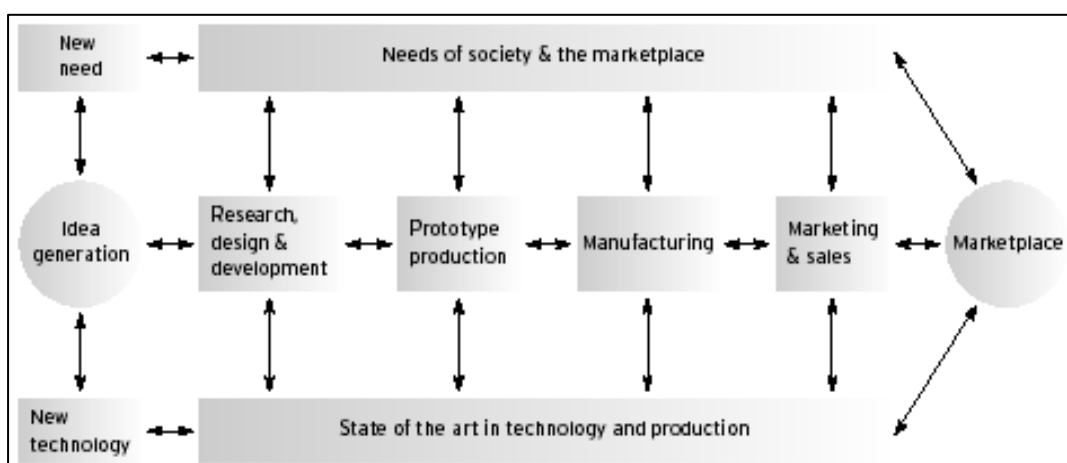 New
need
Needs of society & the marketplace
Idea
generation
Research,
design &
development
Prototype
production
Manufacturing
Marketing
& sales
Marketplace
New
technology
State of the art in technology and production